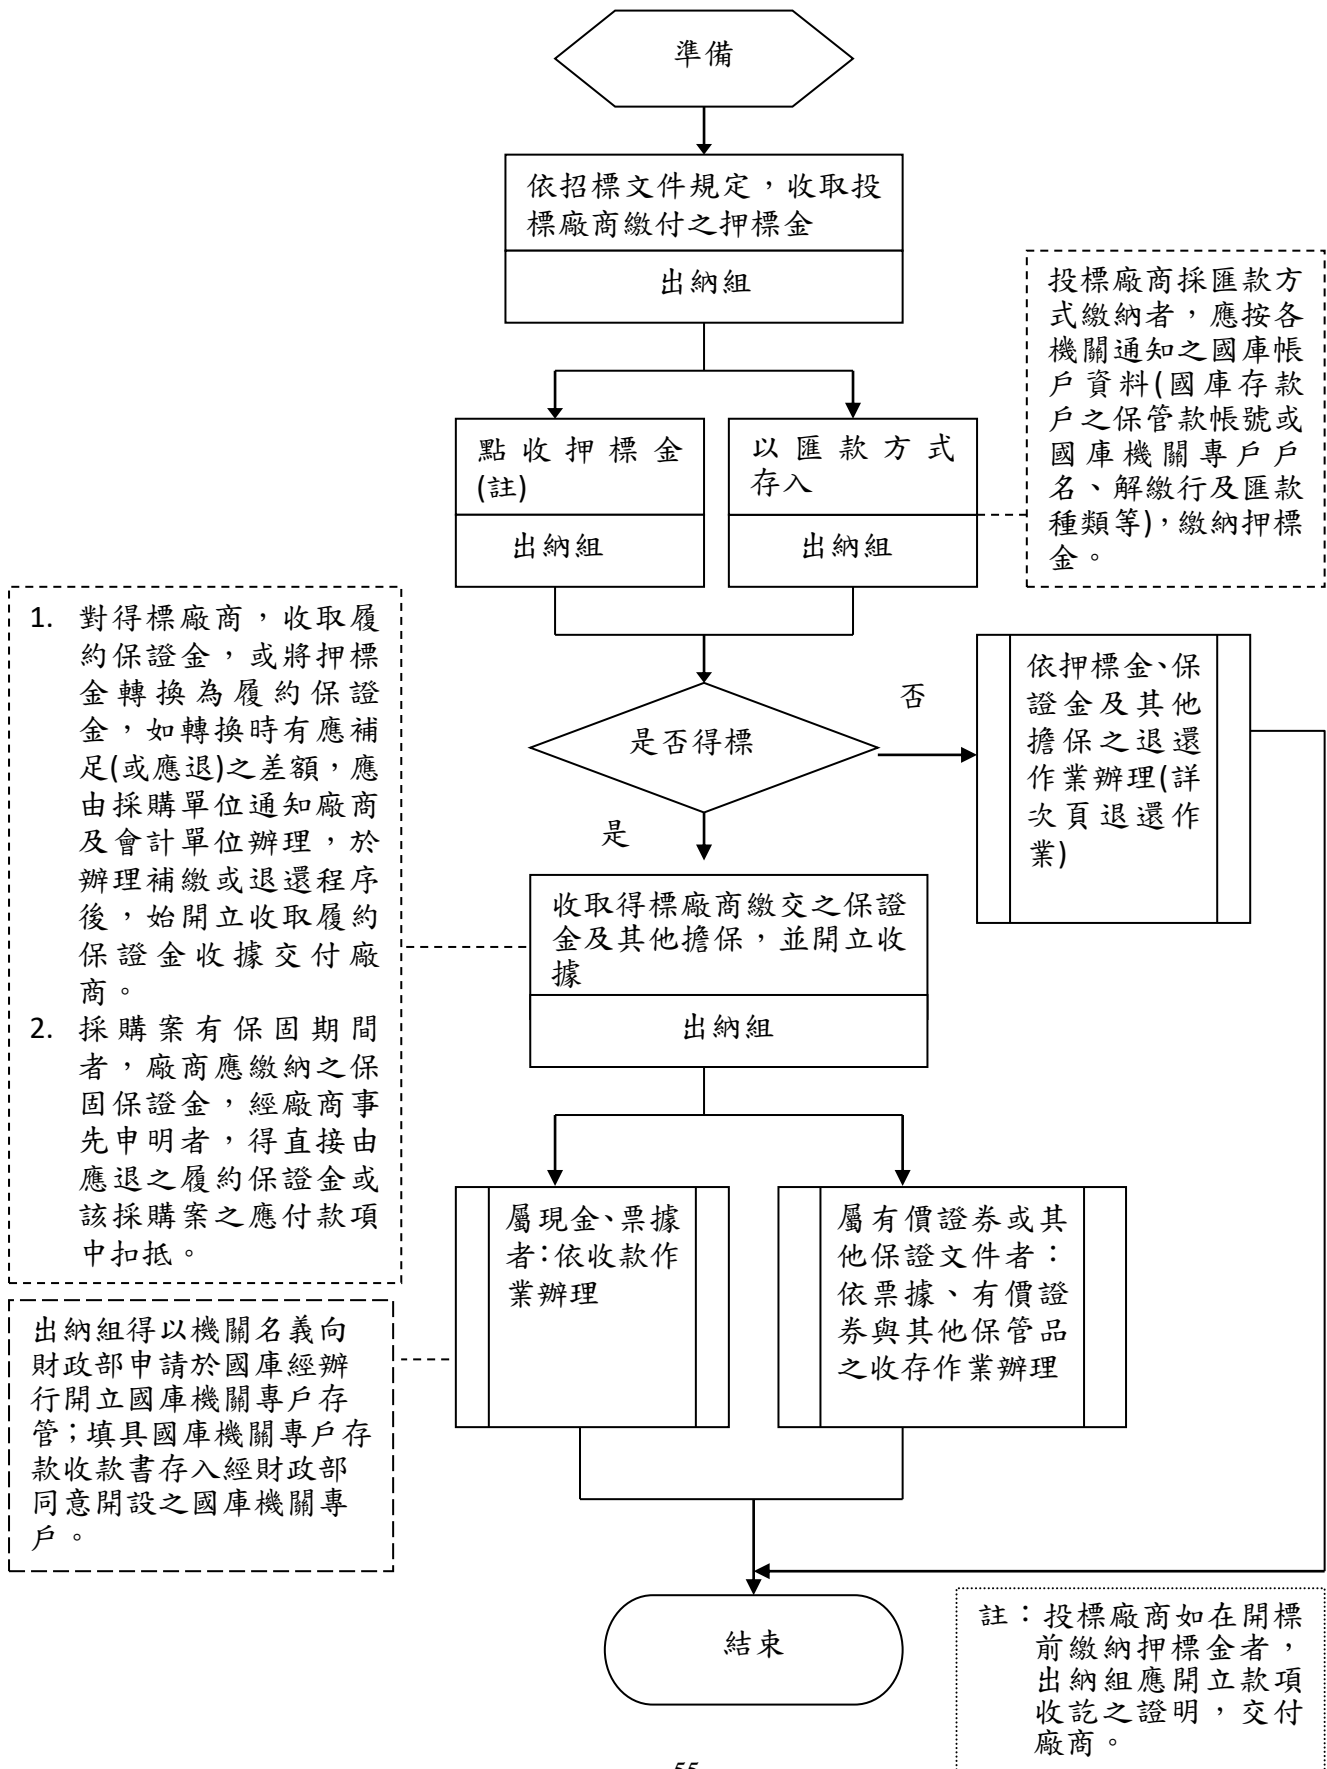 準備
依招標文件規定，收取投
標廠商繳付之押標金
出納組
投標廠商採匯款方
式繳納者，應按各
機關通知之國庫帳
戶資料(國庫存款
戶之保管款帳號或
國庫機關專戶戶
名、解繳行及匯款
種類等)，繳納押標
金。
點收押標金
(註)
出納組
以匯款方式
存入
出納組
1. 對得標廠商，收取履
約保證金，或將押標
金轉換為履約保證
金，如轉換時有應補
足(或應退)之差額，應
由採購單位通知廠商
及會計單位辦理，於
辦理補繳或退還程序
後，始開立收取履約
保證金收據交付廠
商。
2. 採購案有保固期間
者，廠商應繳納之保
固保證金，經廠商事
先申明者，得直接由
應退之履約保證金或
該採購案之應付款項
中扣抵。
是否得標
否
是
依押標金、保
證金及其他
擔保之退還
作業辦理(詳
次頁退還作
業)
收取得標廠商繳交之保證
金及其他擔保，並開立收
據
出納組
屬現金、票據
者：依收款作
業辦理
屬有價證券或其
他保證文件者：
依票據、有價證
券與其他保管品
之收存作業辦理
出納組得以機關名義向
財政部申請於國庫經辦
行開立國庫機關專戶存
管；填具國庫機關專戶存
款收款書存入經財政部
同意開設之國庫機關專
戶。
結束
註：投標廠商如在開標
前繳納押標金者，
出納組應開立款項
收訖之證明，交付
廠商。
55